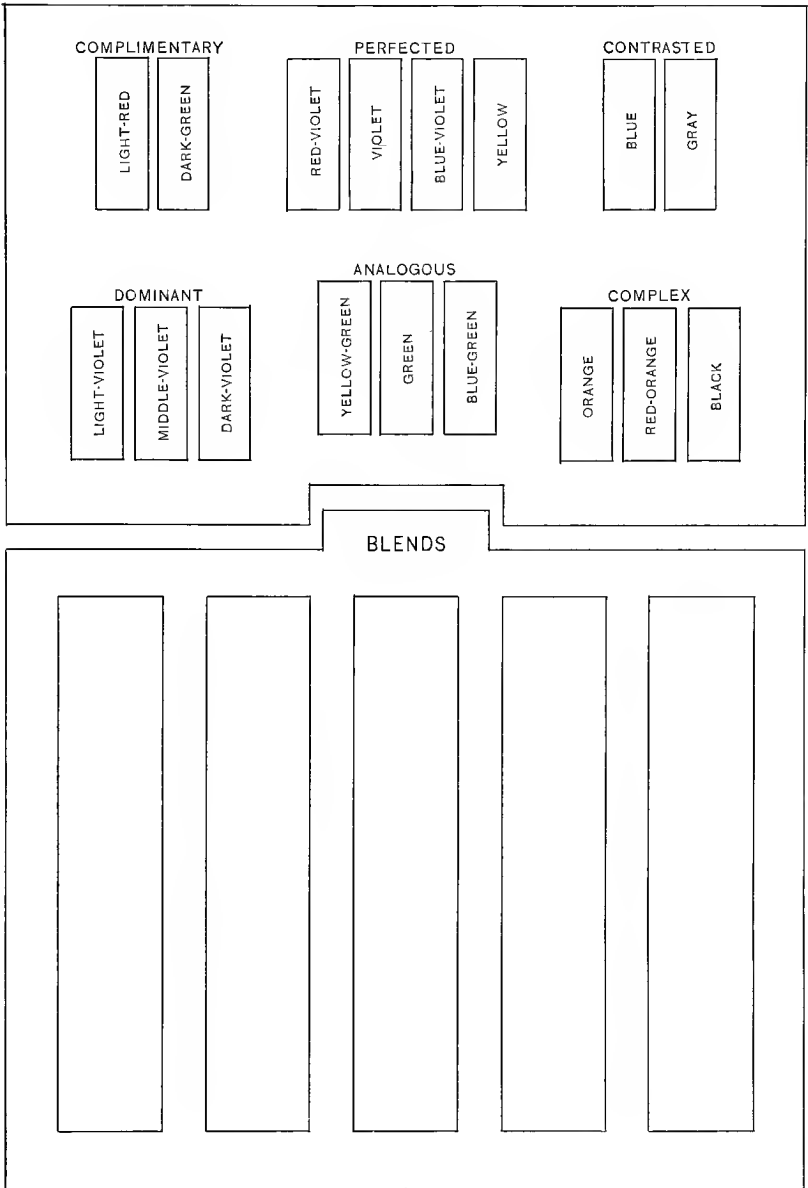 COMPLIMENTARY
LIGHT-RED
DARK-GREEN
PERFECTED
RED-VIOLET
VIOLET
BLUE-VIOLET
YELLOW
CONTRASTED
BLUE
GRAY
DOMINANT
LIGHT-VIOLET
MIDDLE-VIOLET
DARK-VIOLET
ANALOGOUS
YELLOW-GREEN
GREEN
BLUE-GREEN
COMPLEX
ORANGE
RED-ORANGE
BLACK
BLENDS